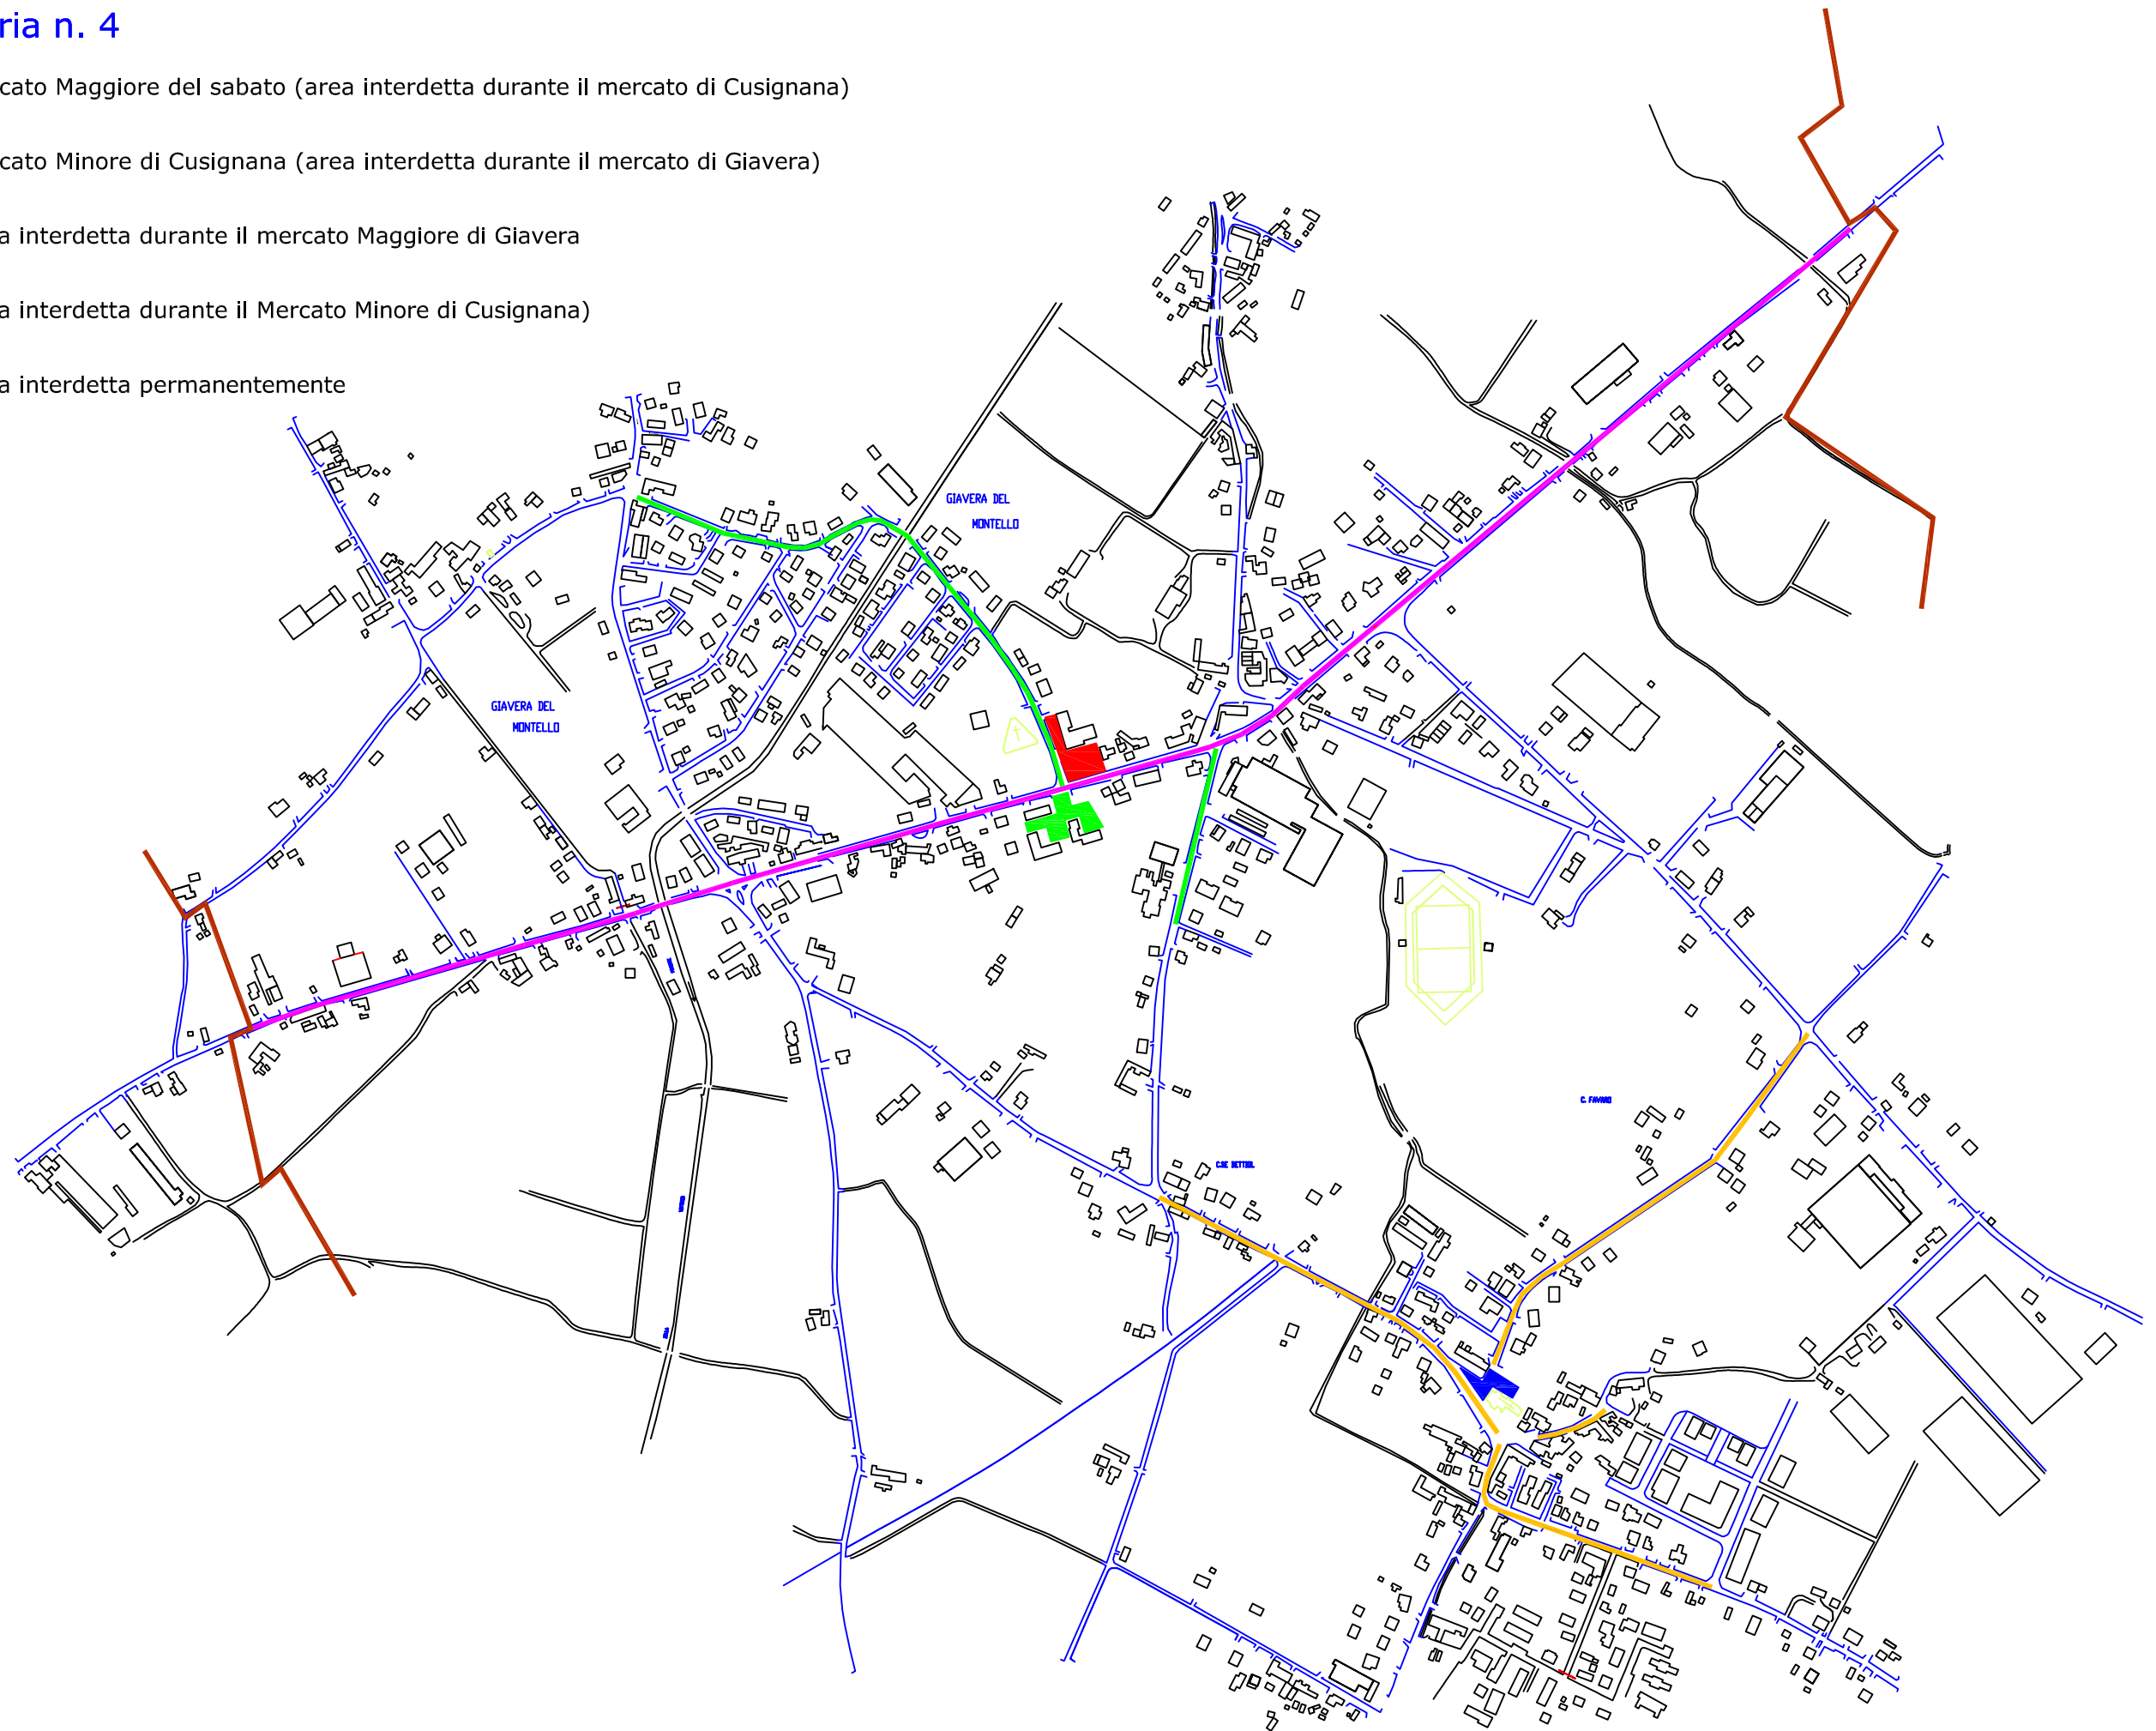 ria n. 4
cato Maggiore del sabato (area interdetta durante il mercato di Cusignana)
cato Minore di Cusignana (area interdetta durante il mercato di Giavera)
a interdetta durante il mercato Maggiore di Giavera
a interdetta durante il Mercato Minore di Cusignana)
a interdetta permanentemente
GIAVERA DEL
MONTELLO
GIAVERA DEL
MONTELLO
C. FAVARO
C.SE BETTIOL